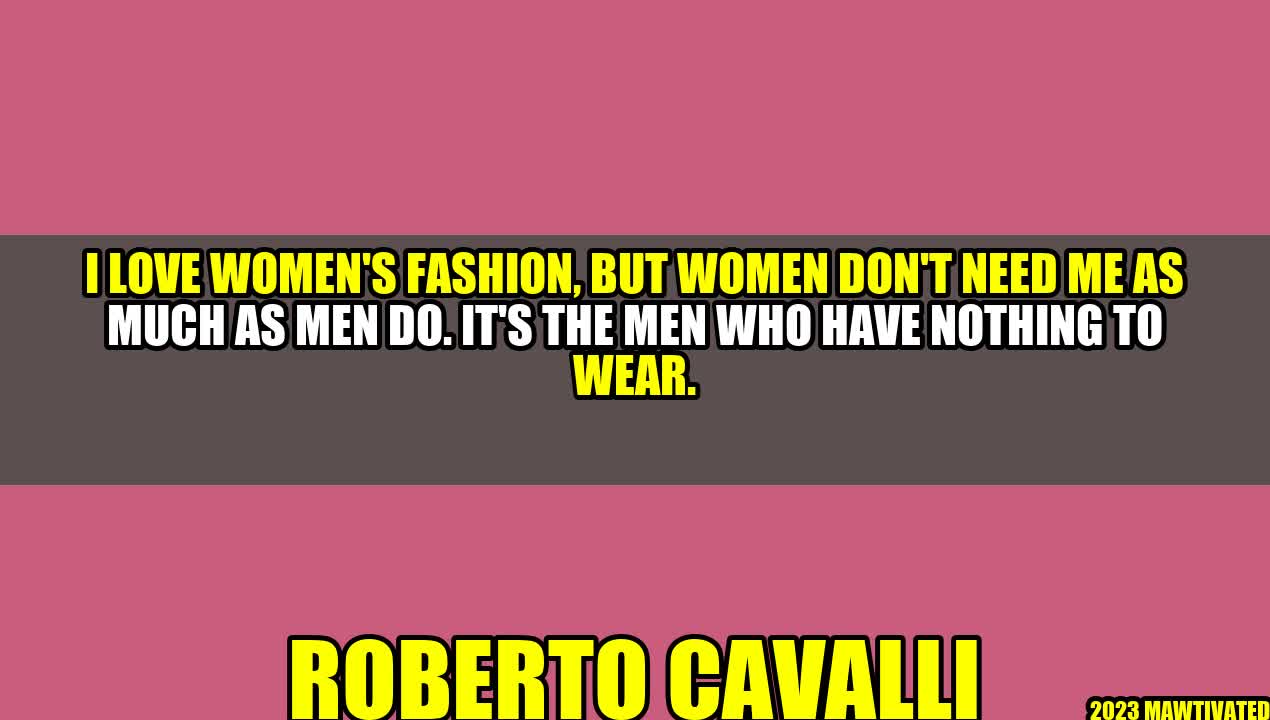 I LOVE WOMEN'S FASHION, BUT WOMEN DON'T NEED ME AS
MUCH AS MEN DO. IT'S THE MEN WHO HAVE NOTHING TO
WEAR.
ROBERTO CAVALLI
2023 MAWTIVATED